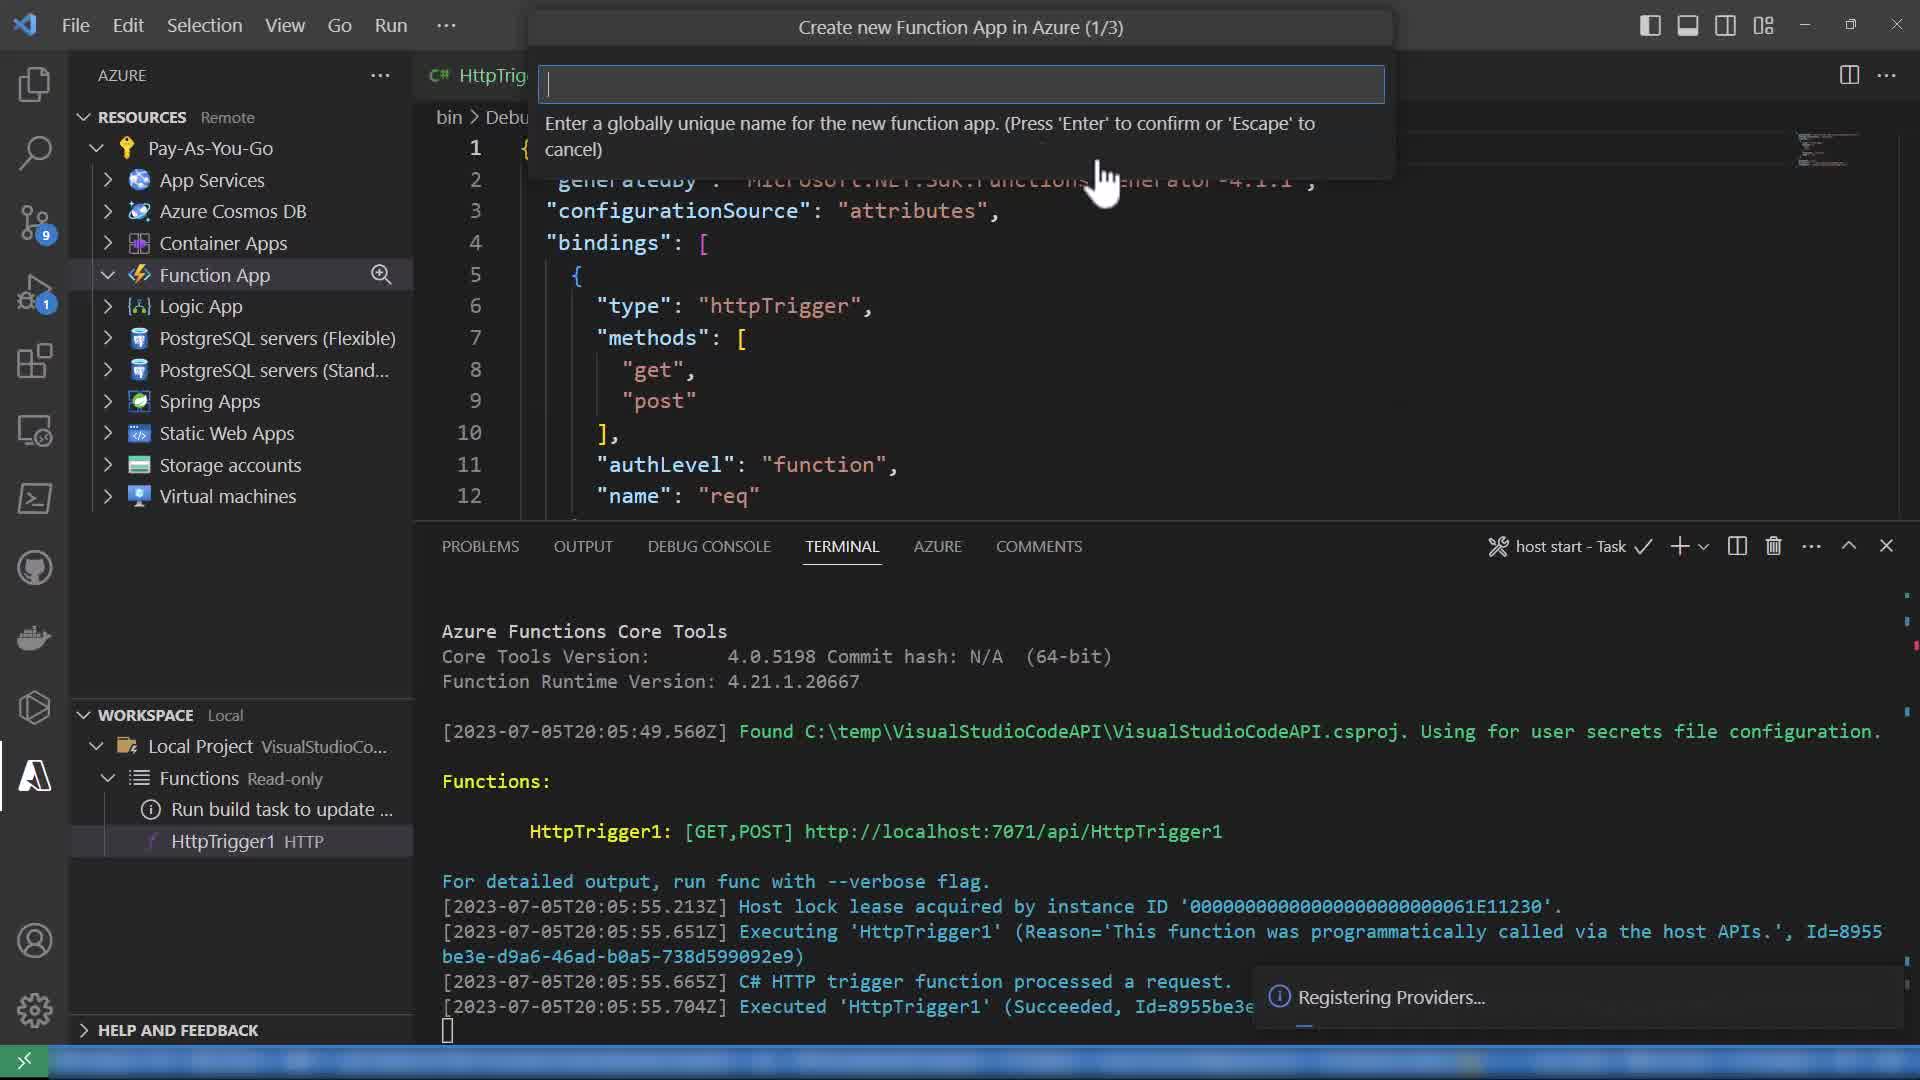 File Edit Selection View Go Run ...
Create new Function App in Azure (1/3)
AZURE
C# HttpTrig
Enter a globally unique name for the new function app. (Press 'Enter' to confirm or 'Escape' to
cancel)
bin > Debu
RESOURCES Remote
Pay-As-You-Go
App Services
Azure Cosmos DB
Container Apps
Function App
Logic App
PostgreSQL servers (Flexible)
PostgreSQL servers (Stand...
Spring Apps
Static Web Apps
Storage accounts
Virtual machines
9
1
1 {
2 "generatedBy": "Microsoft.NET.Sdk.Functions.Generator-4.1.1",
3 "configurationSource": "attributes",
4 "bindings": [
5 {
6 "type": "httpTrigger",
7 "methods": [
8 "get",
9 "post"
10 ],
11 "authLevel": "function",
12 "name": "req"
PROBLEMS OUTPUT DEBUG CONSOLE TERMINAL AZURE COMMENTS
host start - Task
Azure Functions Core Tools
Core Tools Version: 4.0.5198 Commit hash: N/A (64-bit)
Function Runtime Version: 4.21.1.20667
[2023-07-05T20:05:49.560Z] Found C:\temp\VisualStudioCodeAPI\VisualStudioCodeAPI.csproj. Using for user secrets file configuration.
Functions:
HttpTrigger1: [GET,POST] http://localhost:7071/api/HttpTrigger1
For detailed output, run func with --verbose flag.
[2023-07-05T20:05:55.213Z] Host lock lease acquired by instance ID '00000000000000000000000061E11230'.
[2023-07-05T20:05:55.651Z] Executing 'HttpTrigger1' (Reason='This function was programmatically called via the host APIs.', Id=8955
be3e-d9a6-46ad-b0a5-738d599092e9)
[2023-07-05T20:05:55.665Z] C# HTTP trigger function processed a request.
[2023-07-05T20:05:55.704Z] Executed 'HttpTrigger1' (Succeeded, Id=8955be3e
Registering Providers...
WORKSPACE Local
Local Project VisualStudioCo...
Functions Read-only
Run build task to update ...
HttpTrigger1 HTTP
HELP AND FEEDBACK